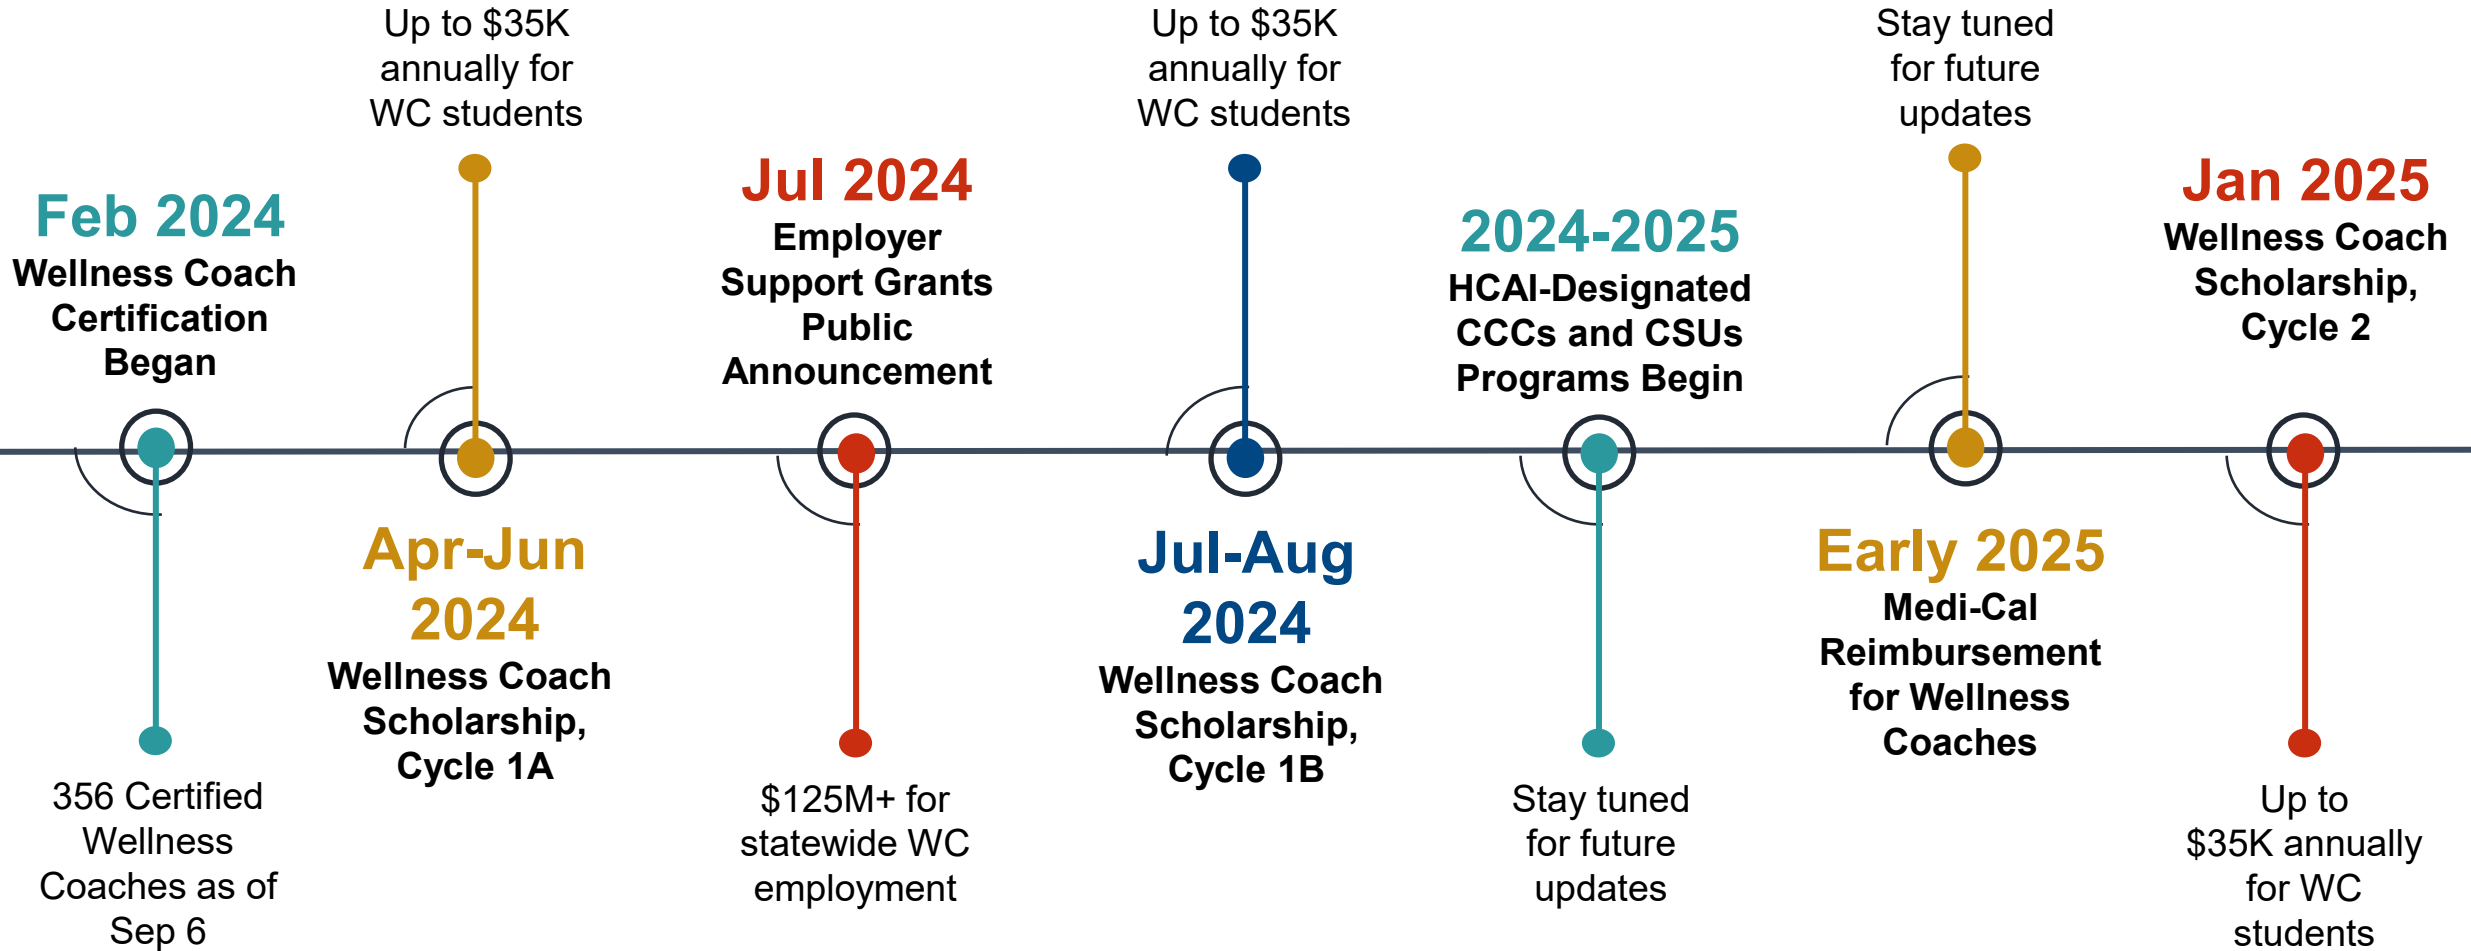 Up to $35K
annually for
WC students
Up to $35K
annually for
WC students
Stay tuned
for future
updates
Feb 2024
Wellness Coach
Certification
Began
Jul 2024
Employer
Support Grants
Public
Announcement
2024-2025
HCAI-Designated
CCCs and CSUs
Programs Begin
Jan 2025
Wellness Coach
Scholarship,
Cycle 2
Apr-Jun
2024
Wellness Coach
Scholarship,
Cycle 1A
Jul-Aug
2024
Wellness Coach
Scholarship,
Cycle 1B
Early 2025
Medi-Cal
Reimbursement
for Wellness
Coaches
356 Certified
Wellness
Coaches as of
Sep 6
$125M+ for
statewide WC
employment
Stay tuned
for future
updates
Up to
$35K annually
for WC
students